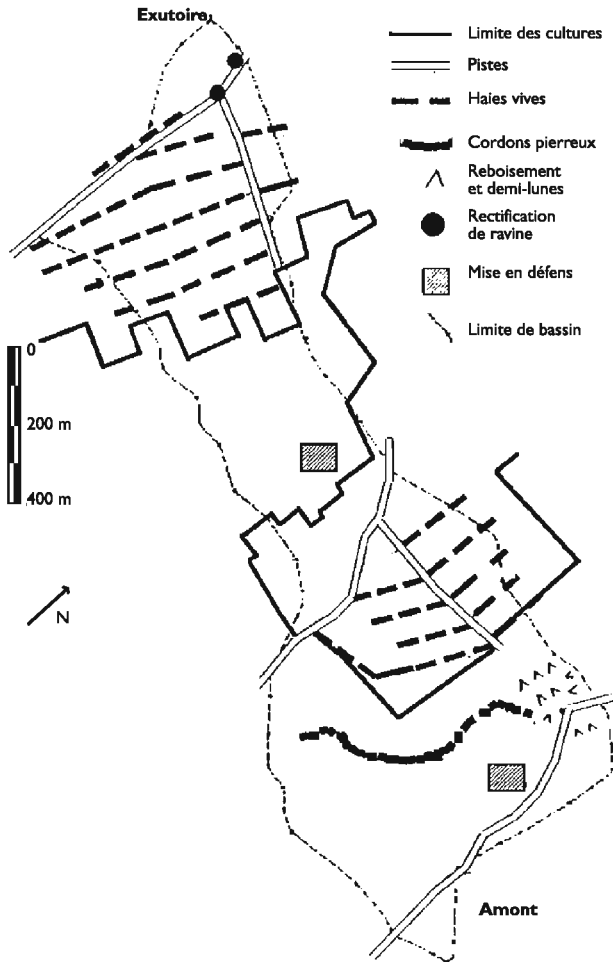 Exutoire
Limite des cultures
Pistes
Haies vives
Cordons pierreux
Reboisement
et demi-lunes
Rectification
de ravine
Mise en défens
Limite de bassin
0
200 m
400 m
N
Amont